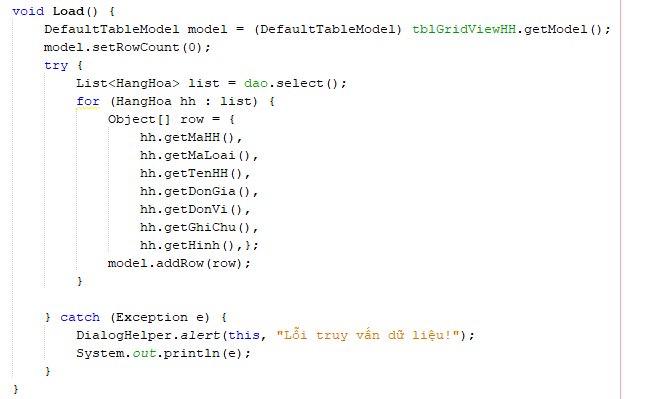 void Load() {
    DefaultTableModel model = (DefaultTableModel) tblGridViewHH.getModel();
    model.setRowCount(0);
    try {
        List<HangHoa> list = dao.select();
        for (HangHoa hh : list) {
            Object[] row = {
                hh.getMaHH(),
                hh.getMaLoai(),
                hh.getTenHH(),
                hh.getDonGia(),
                hh.getDonVi(),
                hh.getGhiChu(),
                hh.getHinh(),};
            model.addRow(row);
        }

    } catch (Exception e) {
        DialogHelper.alert(this, "Lỗi truy vấn dữ liệu!");
        System.out.println(e);
    }
}